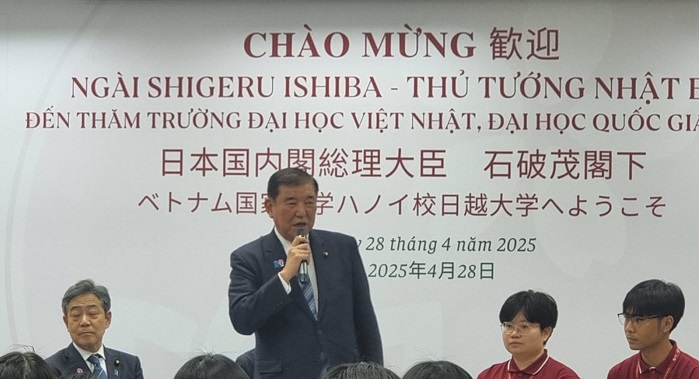 CHÀO MỪNG 歓迎
NGÀI SHIGERU ISHIBA - THỦ TƯỚNG NHẬT
ĐẾN THĂM TRƯỜNG ĐẠI HỌC VIỆT NHẬT, ĐẠI HỌC QUỐC
日本国内閣総理大臣 石破茂閣下
ベトナム国家 学ハノイ校日越大学へようこそ
28 tháng 4 năm 2025
2025年4月28日